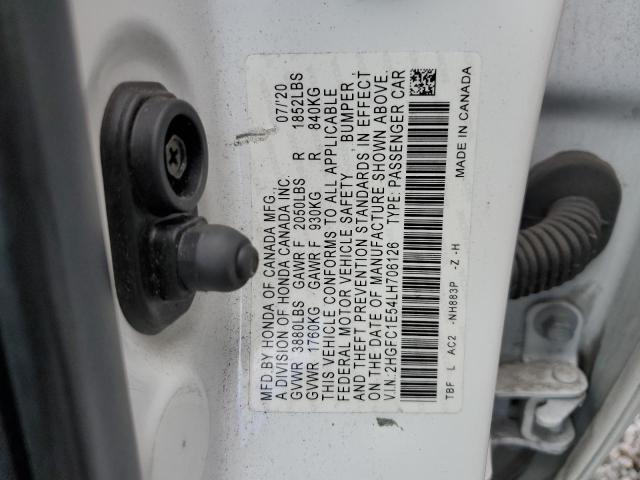 MFD.BY HONDA OF CANADA MFG. 07/'20
A DIVISION OF HONDA CANADA INC.
GVWR 3880LBS GAWR F 2050LBS R 1852LBS
GVWR 1760KG GAWR F 930KG R 840KG
THIS VEHICLE CONFORMS TO ALL APPLICABLE
FEDERAL MOTOR VEHICLE SAFETY, BUMPER,
AND THEFT PREVENTION STANDARDS IN EFFECT
ON THE DATE OF MANUFACTURE SHOWN ABOVE.
V.I.N.:2HGFC1E54LH706126 TYPE: PASSENGER CAR
TBF L AC2 -NH883P -Z -H MADE IN CANADA